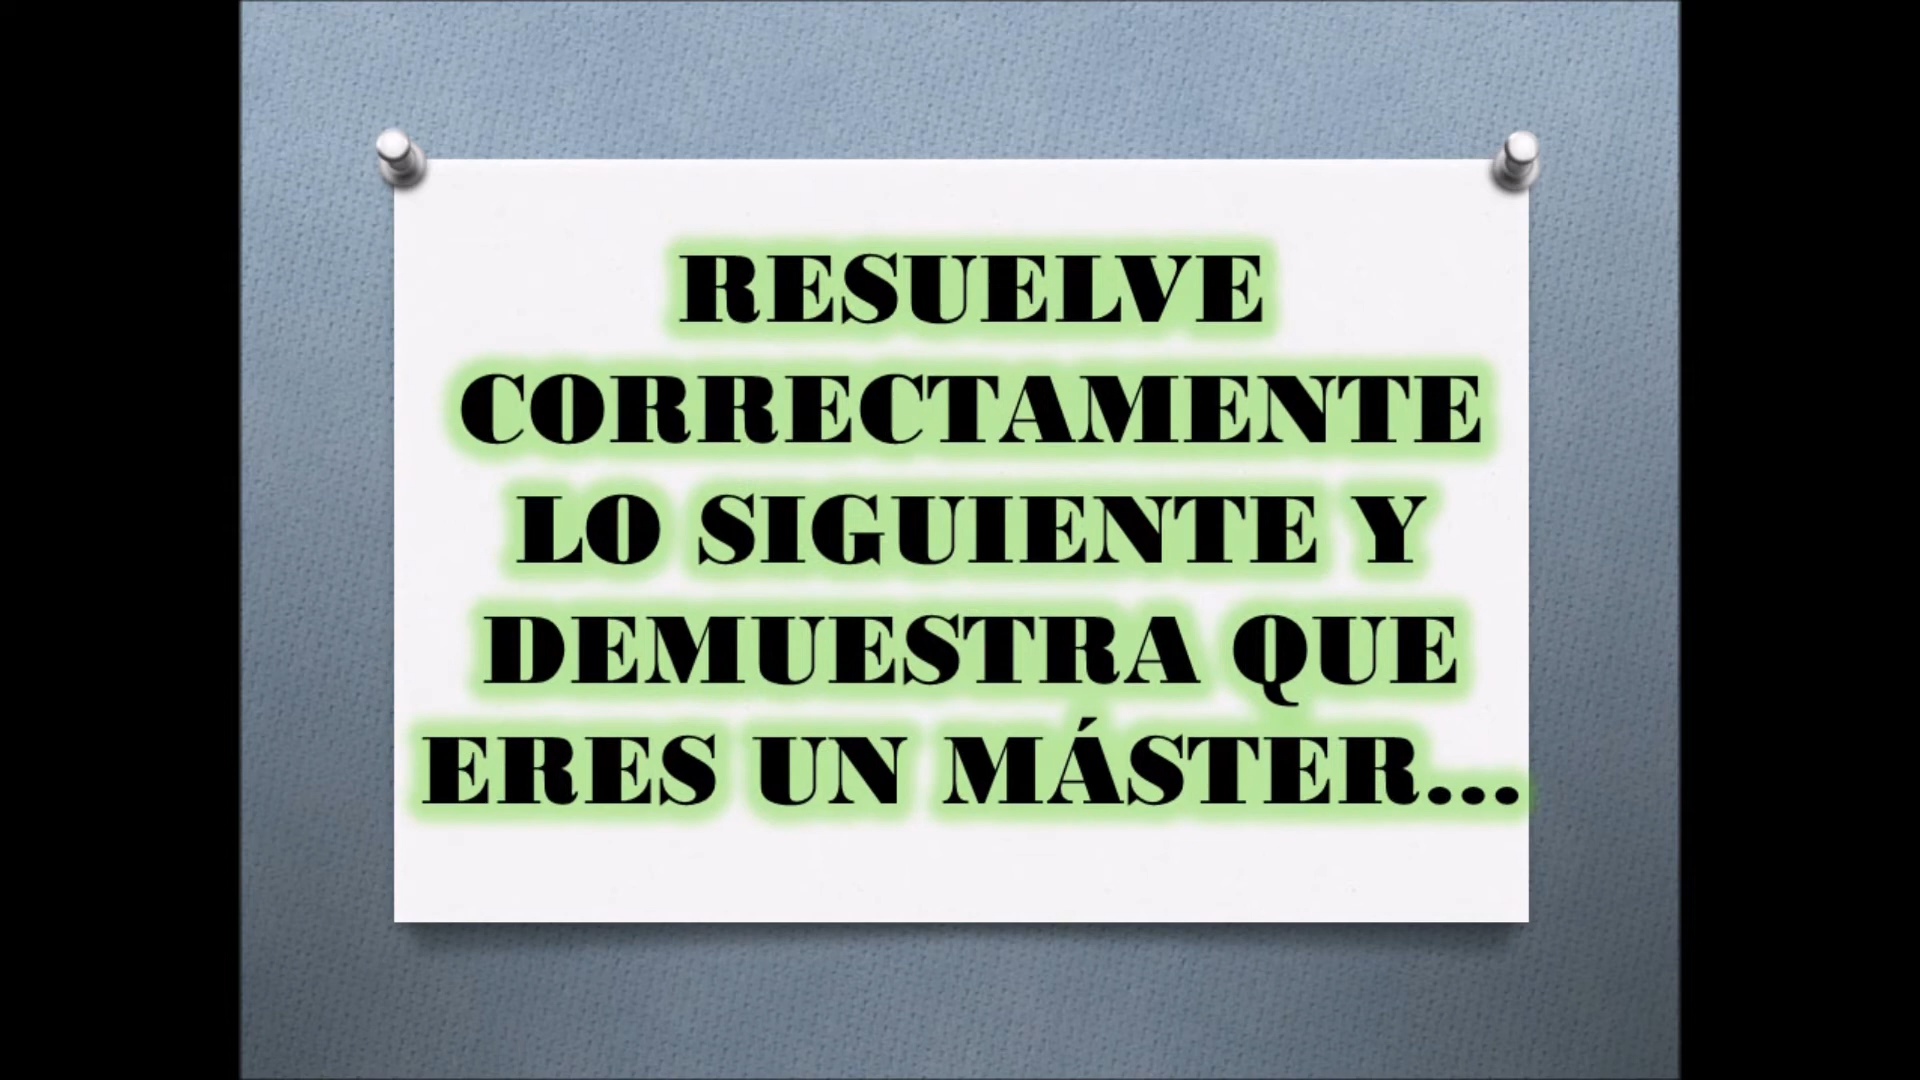 RESUELVE
CORRECTAMENTE
LO SIGUIENTE Y
DEMUESTRA QUE
ERES UN MÁSTER...